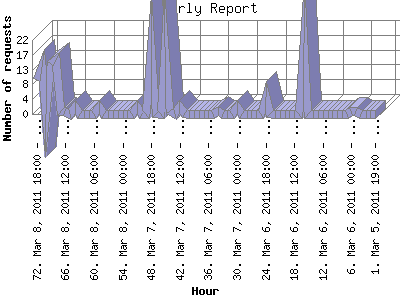 rly Report
Number of requests
22
17
13
8
4
0
72. Mar 8, 2011 18:00 - ...
66. Mar 8, 2011 12:00 - ...
60. Mar 8, 2011 06:00 - ...
54. Mar 8, 2011 00:00 - ...
48. Mar 7, 2011 18:00 - ...
42. Mar 7, 2011 12:00 - ...
36. Mar 7, 2011 06:00 - ...
30. Mar 7, 2011 00:00 - ...
24. Mar 6, 2011 18:00 - ...
18. Mar 6, 2011 12:00 - ...
12. Mar 6, 2011 06:00 - ...
6. Mar 6, 2011 00:00 - ...
1. Mar 5, 2011 19:00 - ...
Hour